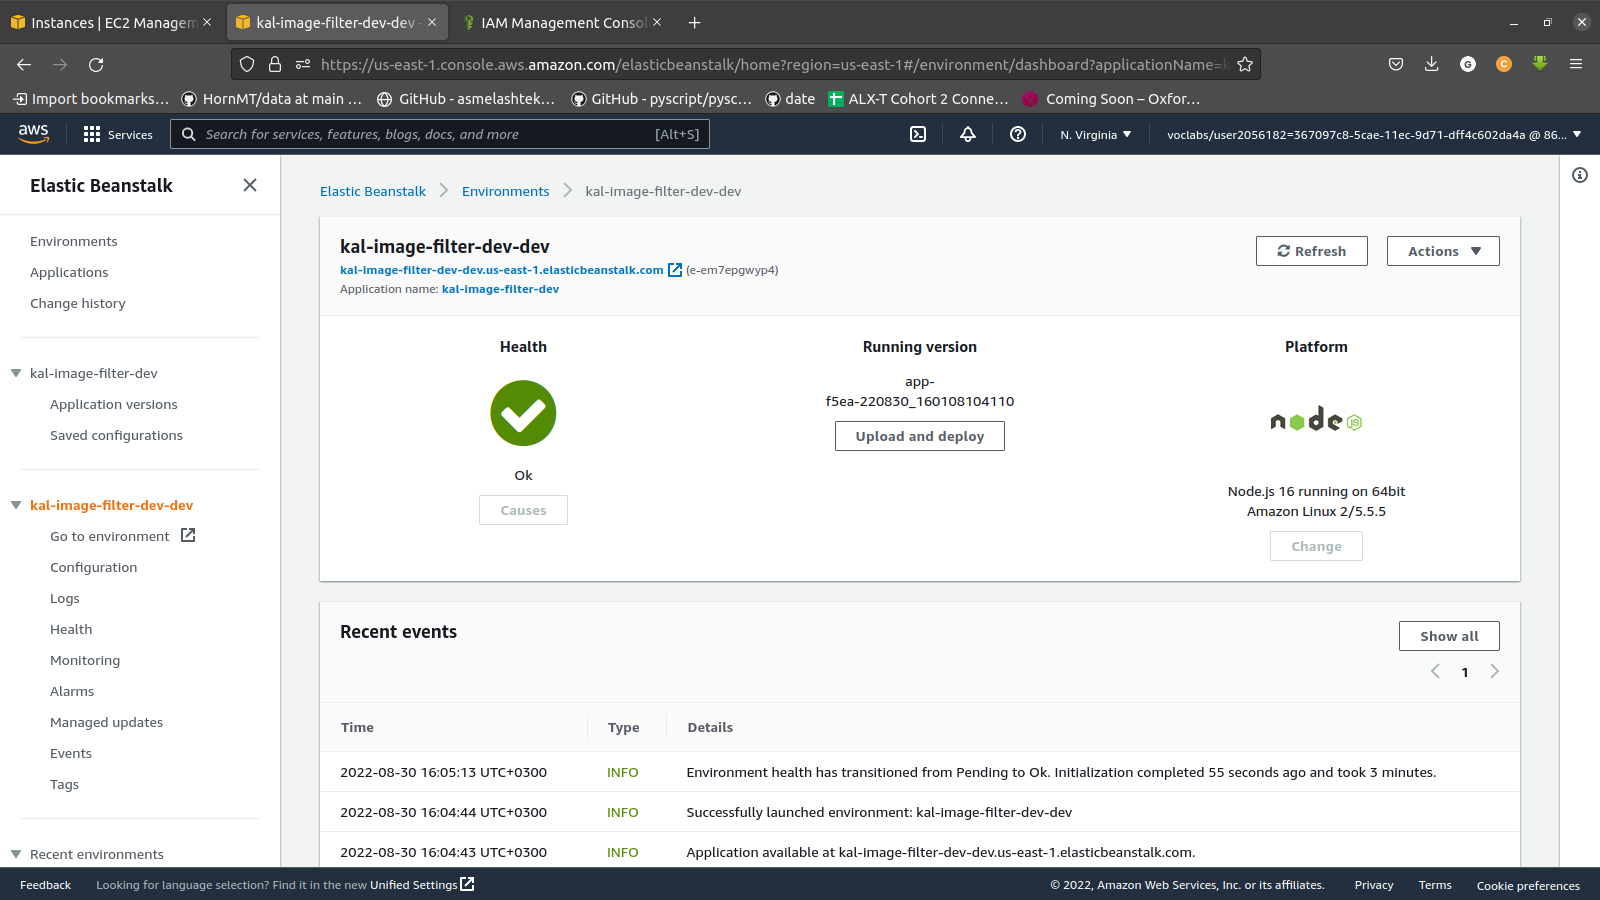 Instances | EC2 Managem
kal-image-filter-dev-dev -
IAM Management Consol
https://us-east-1.console.aws.amazon.com/elasticbeanstalk/home?region=us-east-1#/environment/dashboard?applicationName=k
Import bookmarks...
HornMT/data at main ...
GitHub - asmelashtek...
GitHub - pyscript/pysc...
date
ALX-T Cohort 2 Conne...
Coming Soon – Oxfor...
aws
Services
Search for services, features, blogs, docs, and more
[Alt+S]
N. Virginia
voclabs/user2056182=367097c8-5cae-11ec-9d71-dff4c602da4a @ 86...
Elastic Beanstalk
Environments
Applications
Change history
kal-image-filter-dev
Application versions
Saved configurations
kal-image-filter-dev-dev
Go to environment
Configuration
Logs
Health
Monitoring
Alarms
Managed updates
Events
Tags
Recent environments
Elastic Beanstalk
Environments
kal-image-filter-dev-dev
kal-image-filter-dev-dev
kal-image-filter-dev-dev.us-east-1.elasticbeanstalk.com (e-em7epgwyp4)
Application name: kal-image-filter-dev
Refresh
Actions
Health
Ok
Causes
Running version
app-
f5ea-220830_160108104110
Upload and deploy
Platform
node JS
Node.js 16 running on 64bit
Amazon Linux 2/5.5.5
Change
Recent events
Show all
1
Time Type Details
2022-08-30 16:05:13 UTC+0300 INFO Environment health has transitioned from Pending to Ok. Initialization completed 55 seconds ago and took 3 minutes.
2022-08-30 16:04:44 UTC+0300 INFO Successfully launched environment: kal-image-filter-dev-dev
2022-08-30 16:04:43 UTC+0300 INFO Application available at kal-image-filter-dev-dev.us-east-1.elasticbeanstalk.com.
Feedback
Looking for language selection? Find it in the new Unified Settings
© 2022, Amazon Web Services, Inc. or its affiliates.
Privacy
Terms
Cookie preferences